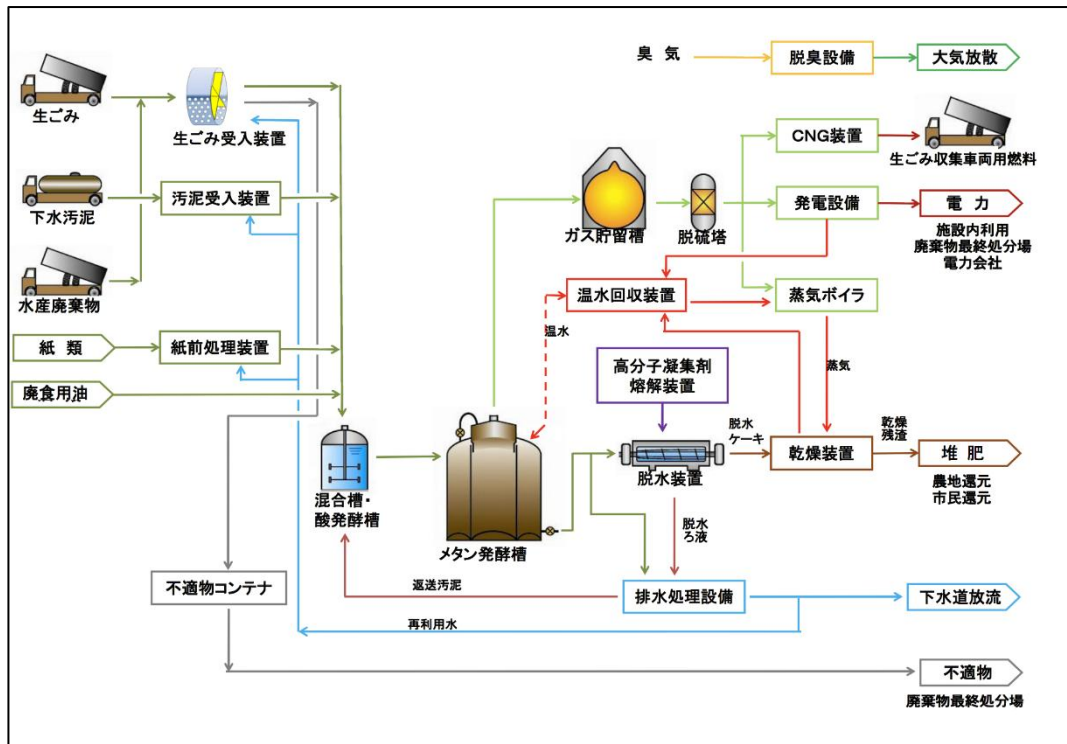 臭気
脱臭設備
大気放散
生ごみ
生ごみ受入装置
CNG装置
生ごみ収集車両用燃料
下水汚泥
汚泥受入装置
ガス貯留槽
脱硫塔
発電設備
電力
施設内利用
廃棄物最終処分場
電力会社
水産廃棄物
温水回収装置
蒸気ボイラ
温水
紙類
紙前処理装置
高分子凝集剤
熔解装置
蒸気
廃食用油
脱水
ケーキ
乾燥装置
乾燥
残渣
堆肥
農地還元
市民還元
混合槽・
酸発酵槽
メタン発酵槽
脱水装置
脱水
ろ液
不適物コンテナ
返送汚泥
排水処理設備
下水道放流
再利用水
不適物
廃棄物最終処分場